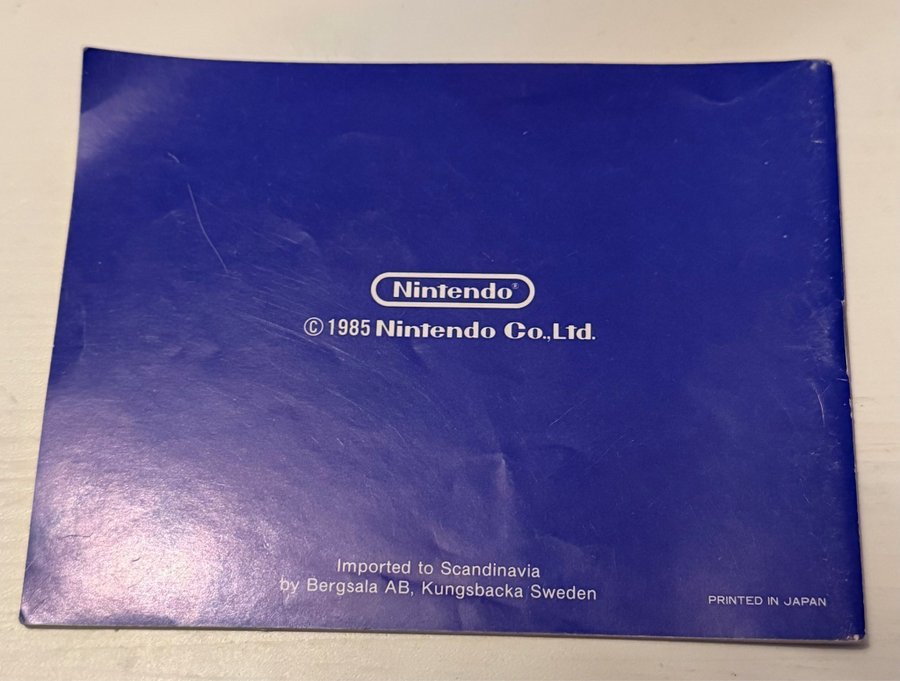 Nintendo®
© 1985 Nintendo Co.,Ltd.
Imported to Scandinavia
by Bergsala AB, Kungsbacka Sweden
PRINTED IN JAPAN